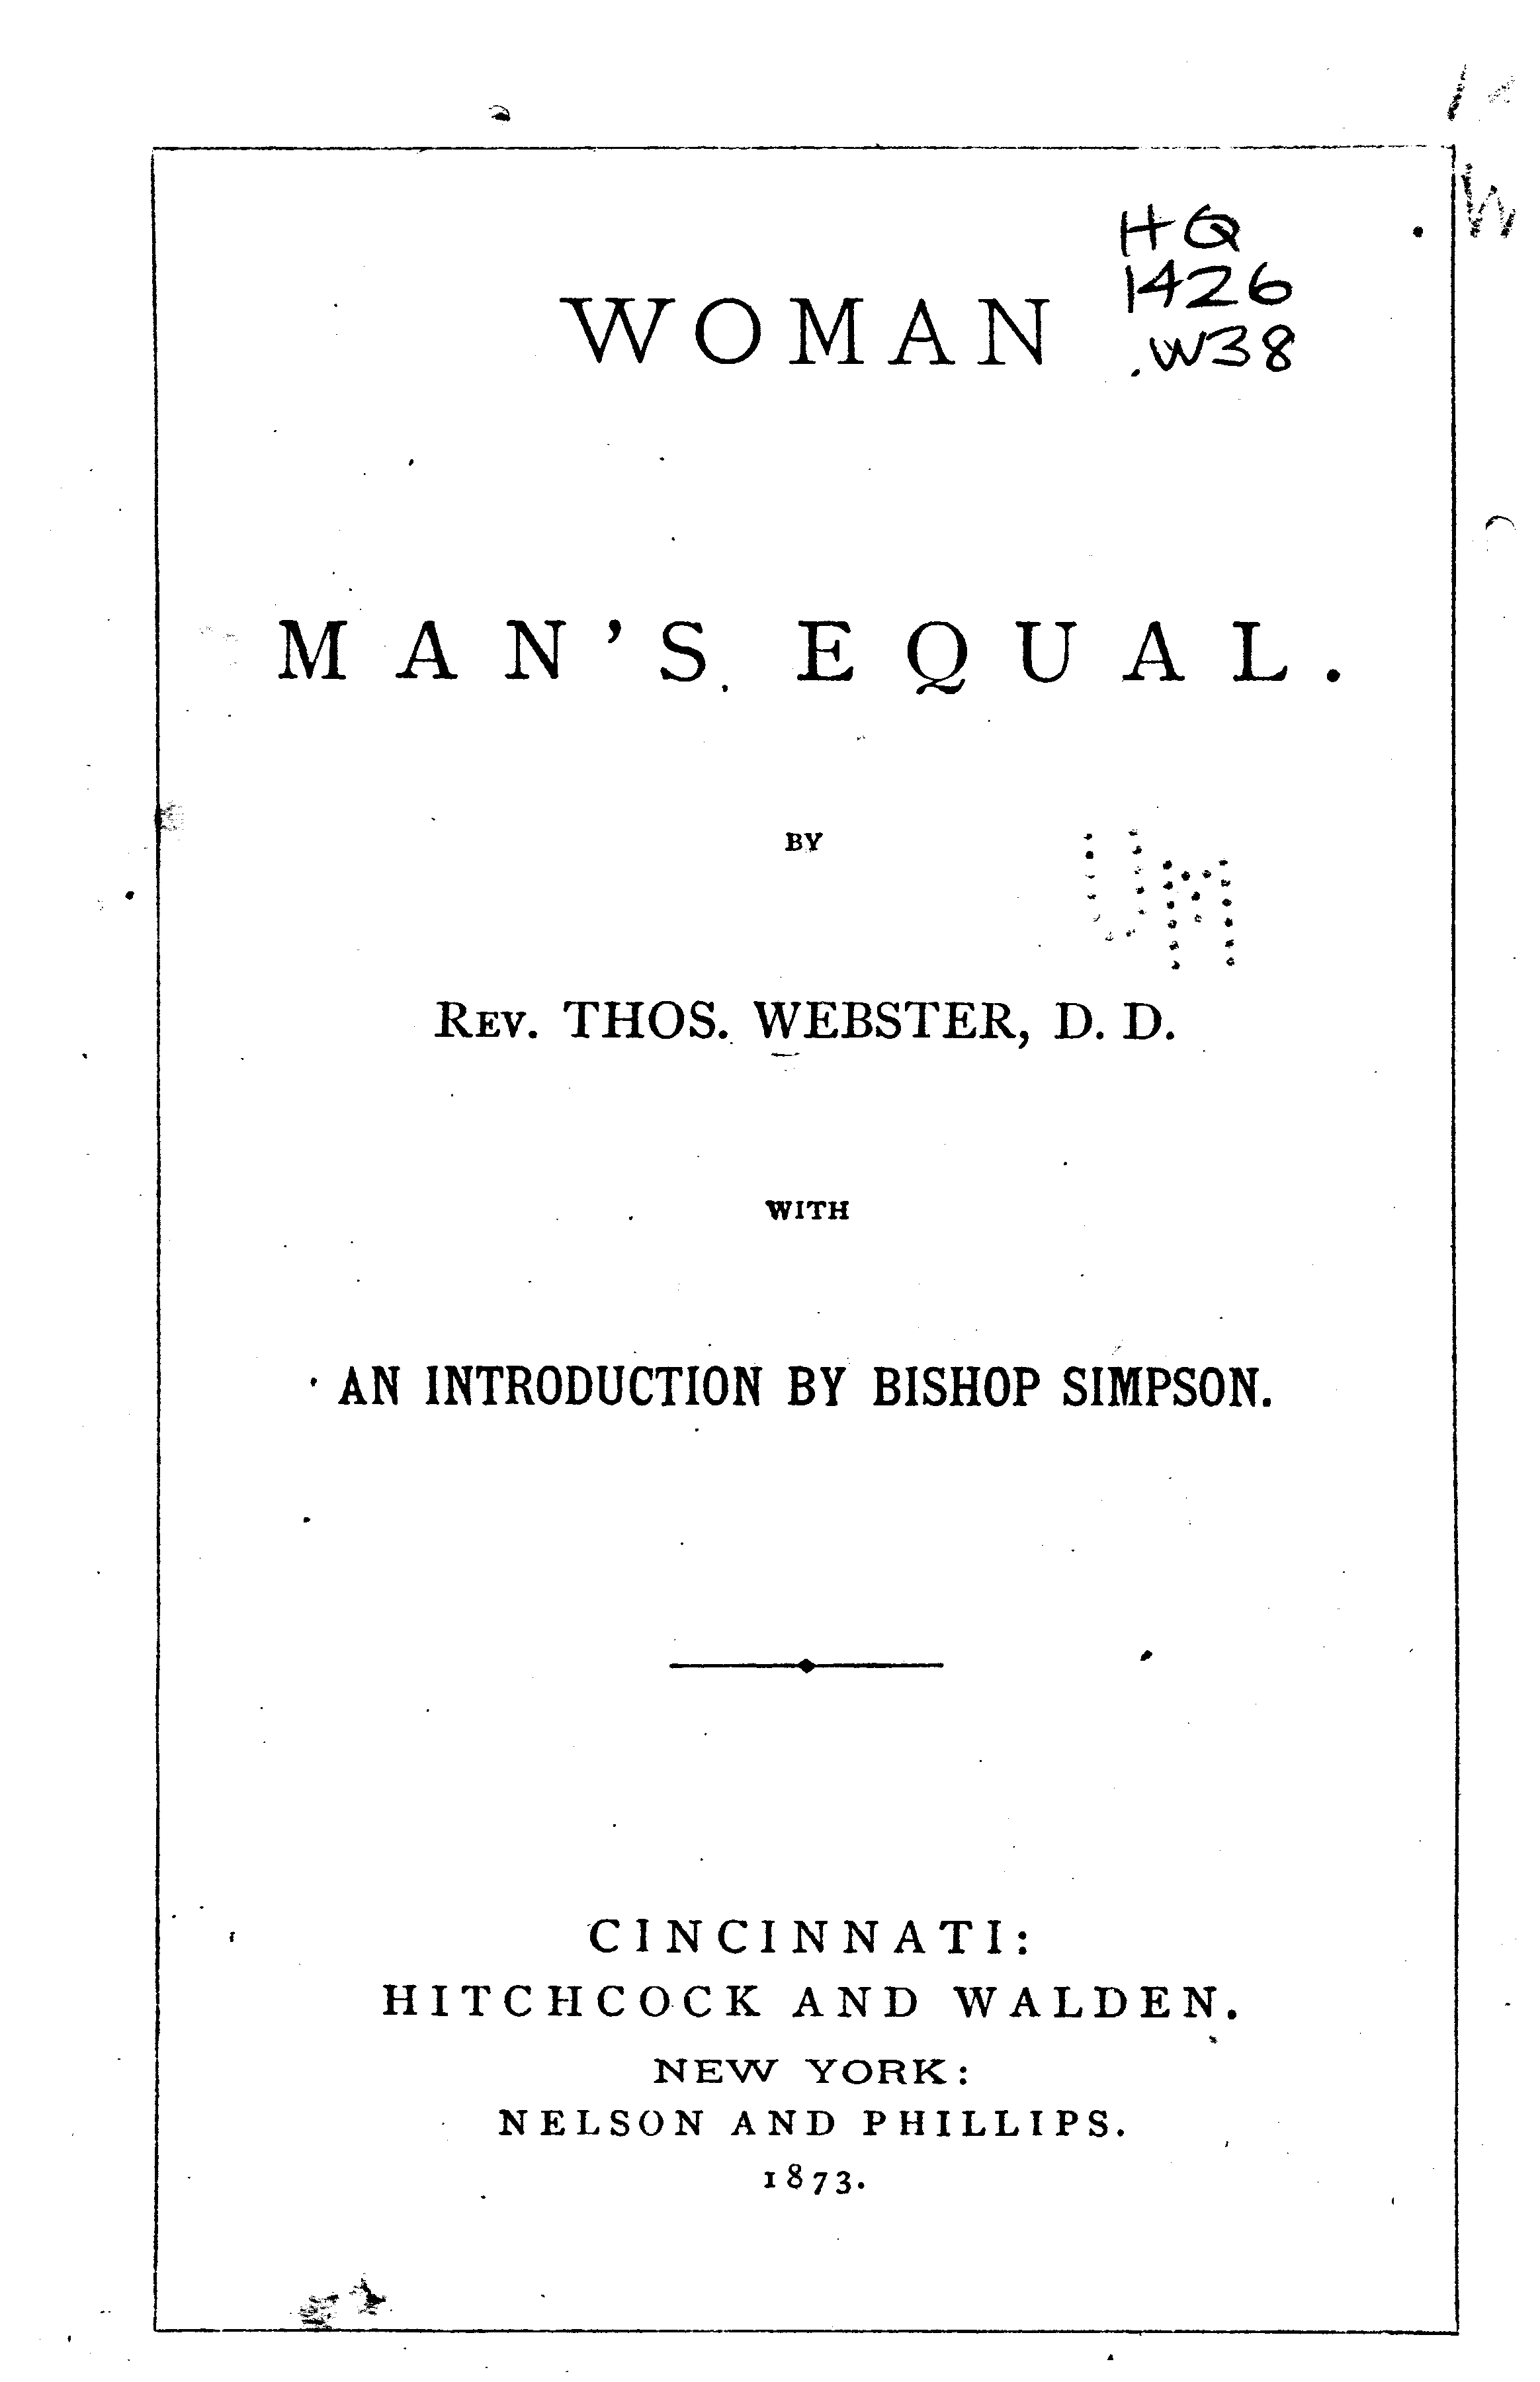 HQ
1426
.W38
WOMAN
MAN'S EQUAL.
BY
UM
REV. THOS. WEBSTER, D. D.
WITH
AN INTRODUCTION BY BISHOP SIMPSON.
CINCINNATI:
HITCHCOCK AND WALDEN.
NEW YORK:
NELSON AND PHILLIPS.
1873.